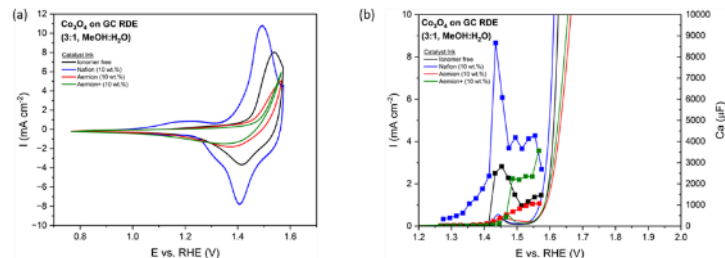 (a)
Co₃O₄ on GC RDE
(3:1, MeOH:H₂O)
Catalyst Ink
Ionomer free
Nafion (10 wt.%)
Aemion (10 wt.%)
Aemion+ (10 wt.%)
I (mA cm⁻²)
12
10
8
6
4
2
0
-2
-4
-6
-8
-10
-12
0.8
1.0
1.2
1.4
1.6
E vs. RHE (V)
(b)
Co₃O₄ on GC RDE
(3:1, MeOH:H₂O)
Catalyst Ink
Ionomer free
Nafion (10 wt.%)
Aemion (10 wt.%)
Aemion+ (10 wt.%)
I (mA cm⁻²)
10
8
6
4
2
0
1.2
1.3
1.4
1.5
1.6
1.7
1.8
1.9
2.0
E vs. RHE (V)
10000
9000
8000
7000
6000
5000
4000
3000
2000
1000
0
Ca (μF)